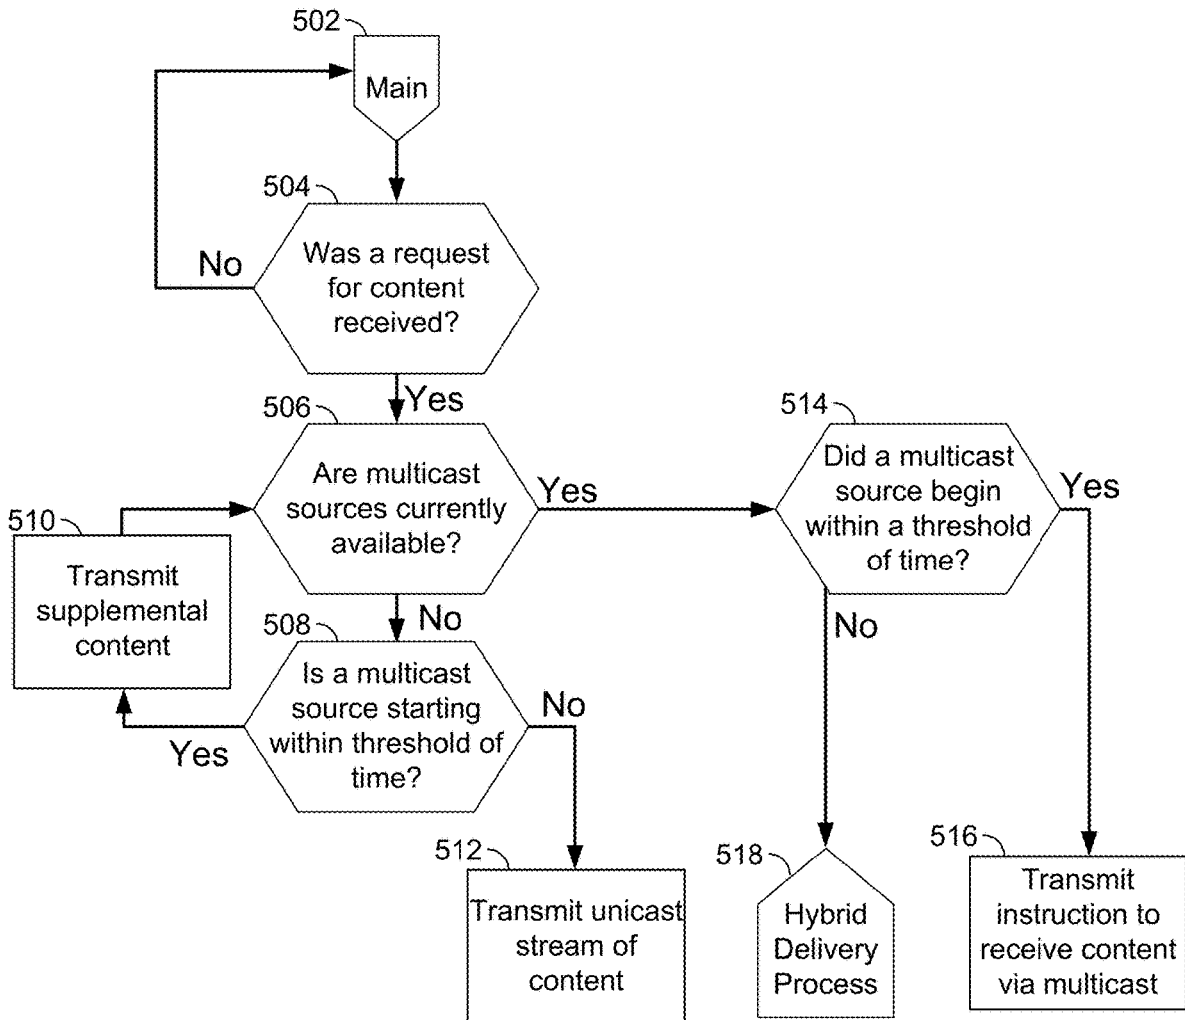 502
Main
504
Was a request
for content
received?
No
Yes
506
Are multicast
sources currently
available?
Yes
514
Did a multicast
source begin
within a threshold
of time?
Yes
510
Transmit
supplemental
content
No
508
Is a multicast
source starting
within threshold of
time?
Yes
No
No
512
Transmit unicast
stream of
content
518
Hybrid
Delivery
Process
516
Transmit
instruction to
receive content
via multicast